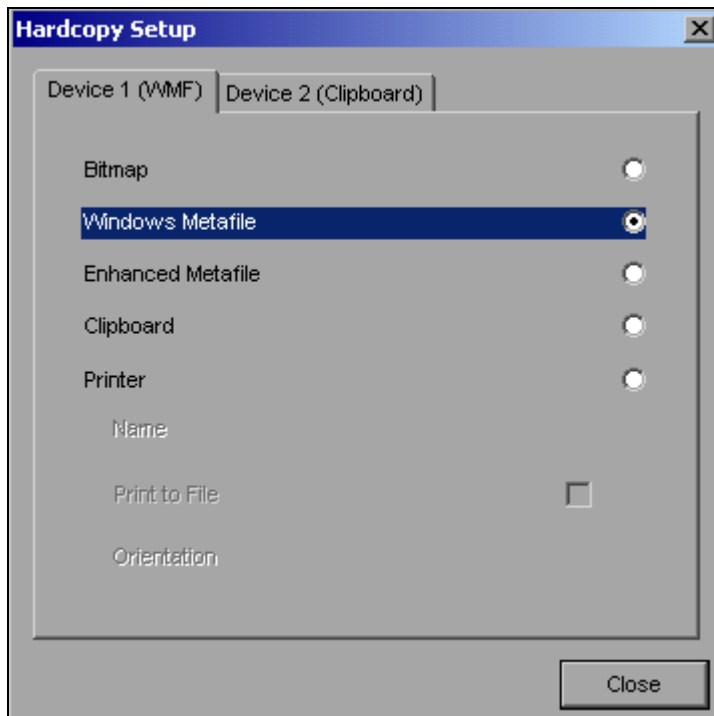 Hardcopy Setup
Device 1 (WMF)
Device 2 (Clipboard)
Bitmap
Windows Metafile
Enhanced Metafile
Clipboard
Printer
Name
Print to File
Orientation
Close